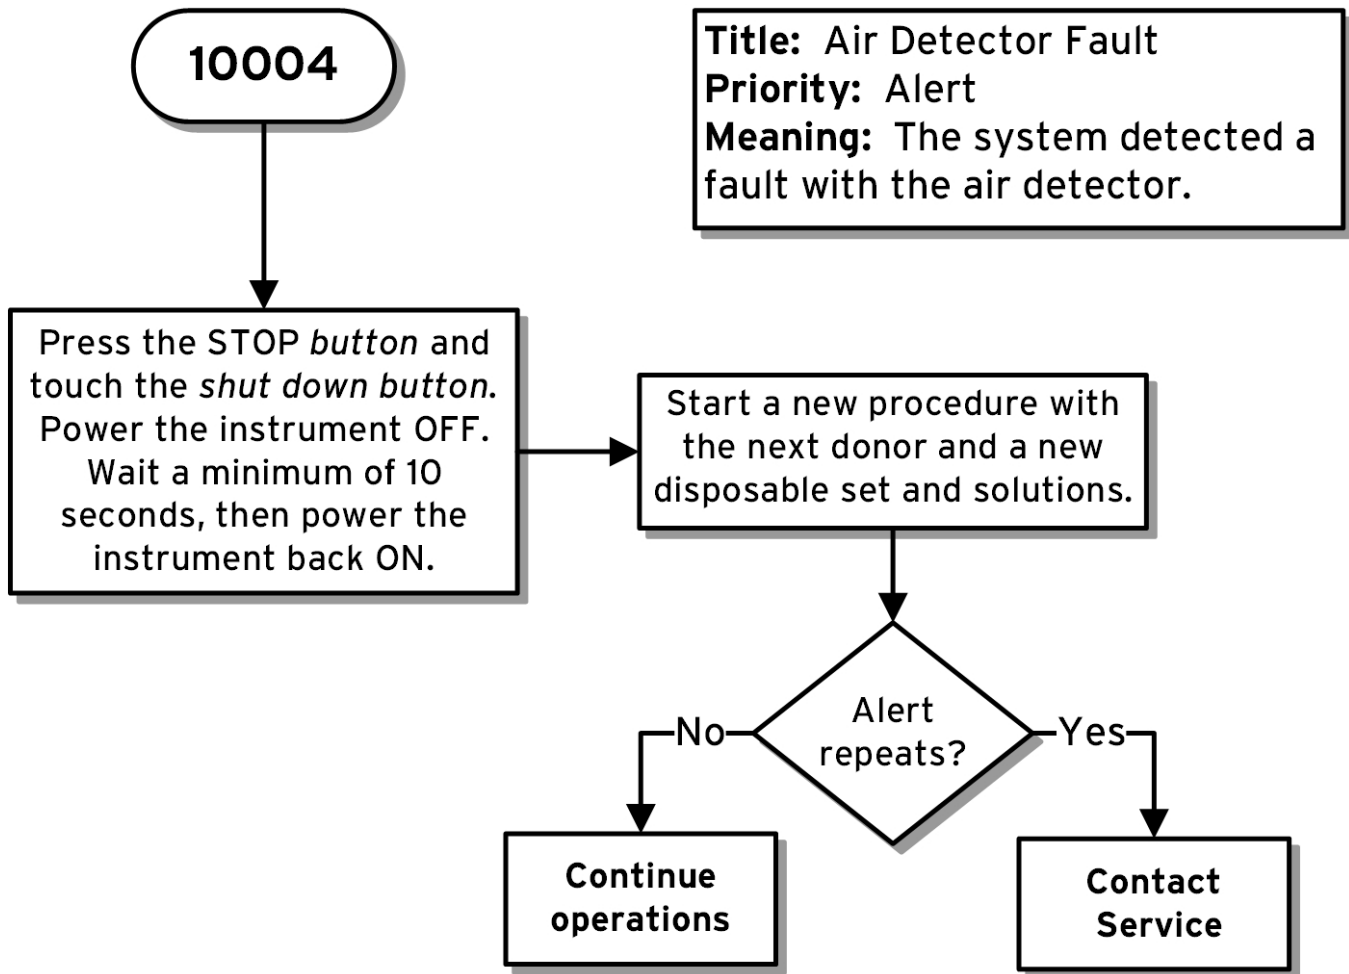 10004
Title: Air Detector Fault
Priority: Alert
Meaning: The system detected a
fault with the air detector.
Press the STOP button and
touch the shut down button.
Power the instrument OFF.
Wait a minimum of 10
seconds, then power the
instrument back ON.
Start a new procedure with
the next donor and a new
disposable set and solutions.
Alert
repeats?
No
Yes
Continue
operations
Contact
Service